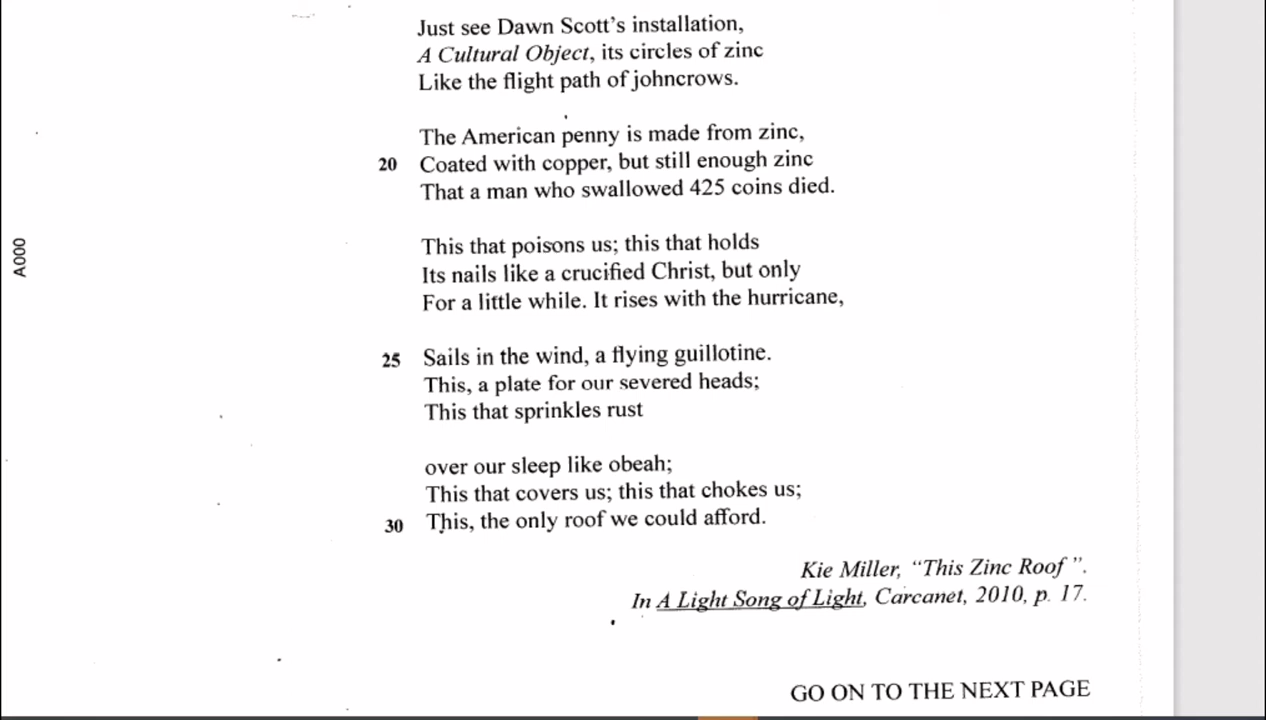 Just see Dawn Scott's installation,
A Cultural Object, its circles of zinc
Like the flight path of johncrows.
The American penny is made from zinc,
20 Coated with copper, but still enough zinc
That a man who swallowed 425 coins died.
A000
This that poisons us; this that holds
Its nails like a crucified Christ, but only
For a little while. It rises with the hurricane,
25 Sails in the wind, a flying guillotine.
This, a plate for our severed heads;
This that sprinkles rust
over our sleep like obeah;
This that covers us; this that chokes us;
30 This, the only roof we could afford.
Kie Miller, "This Zinc Roof".
In A Light Song of Light, Carcanet, 2010, p. 17.
GO ON TO THE NEXT PAGE